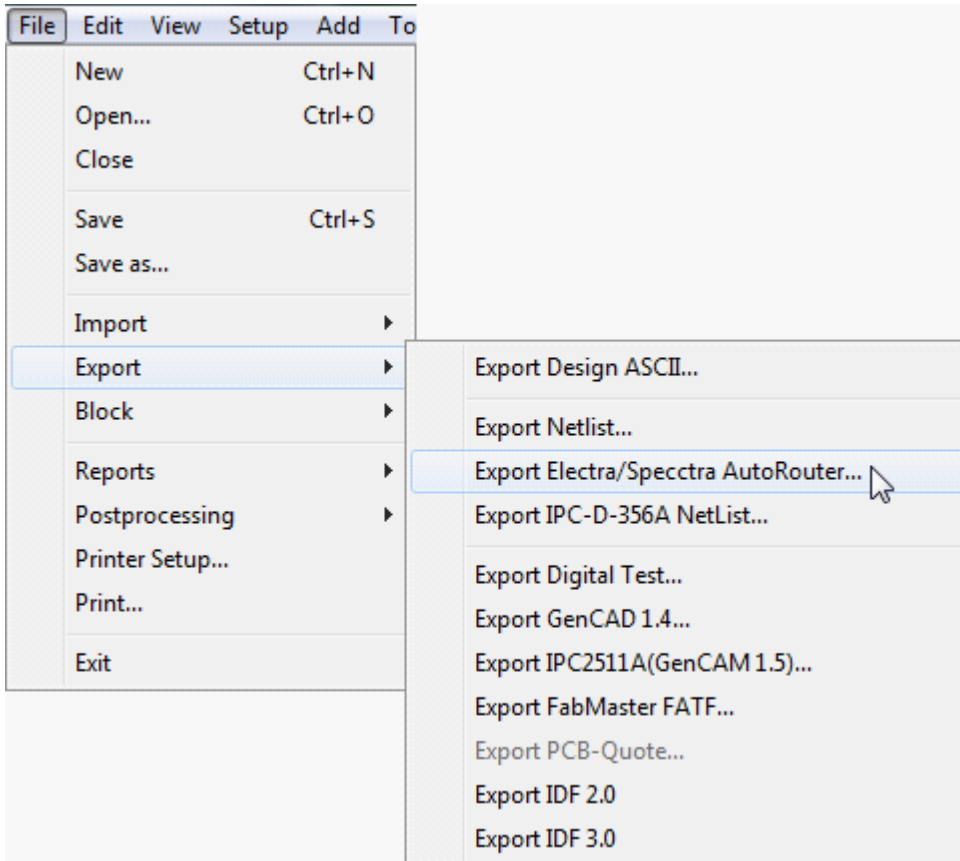 File Edit View Setup Add To
New Ctrl+N
Open... Ctrl+O
Close
Save Ctrl+S
Save as...
Import
Export
Block
Reports
Postprocessing
Printer Setup...
Print...
Exit
Export Design ASCII...
Export Netlist...
Export Electra/Specctra AutoRouter...
Export IPC-D-356A NetList...
Export Digital Test...
Export GenCAD 1.4...
Export IPC2511A(GenCAM 1.5)...
Export FabMaster FATF...
Export PCB-Quote...
Export IDF 2.0
Export IDF 3.0